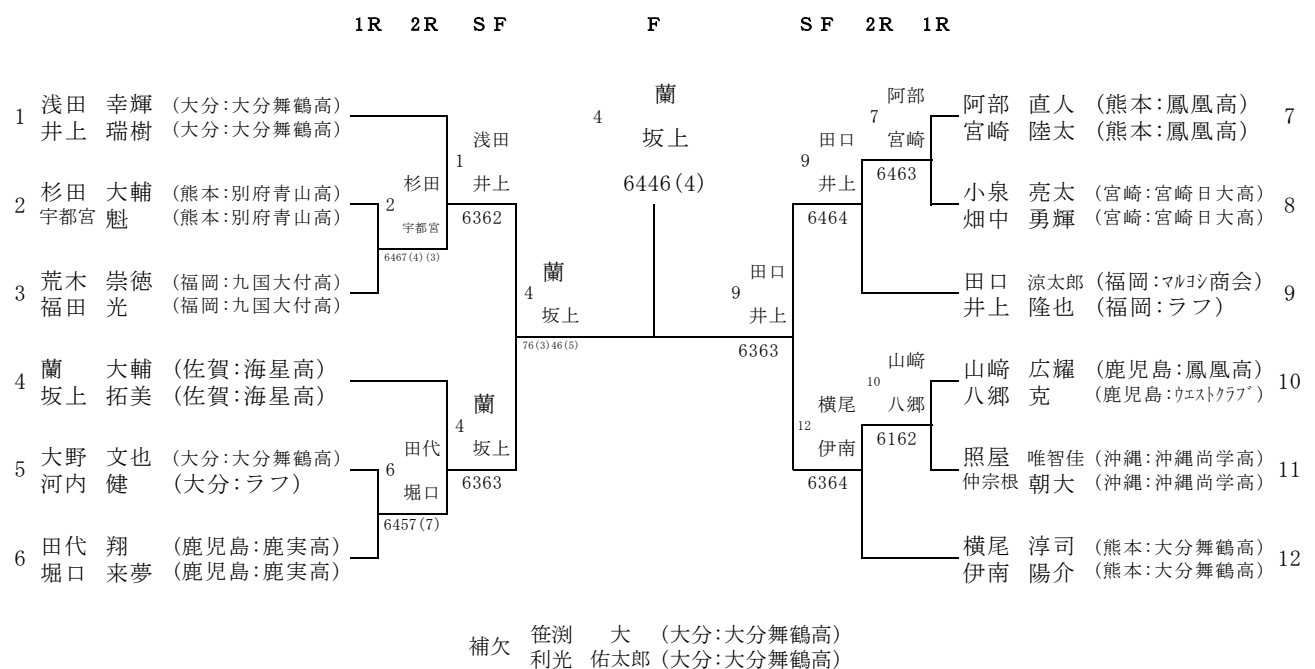 1R 2R SF F SF 2R 1R
1 浅田 幸輝 (大分:大分舞鶴高)
井上 瑞樹 (大分:大分舞鶴高)
2 杉田 大輔 (熊本:別府青山高)
宇都宮 魁 (熊本:別府青山高)
3 荒木 崇徳 (福岡:九国大付高)
福田 光 (福岡:九国大付高)
4 蘭 大輔 (佐賀:海星高)
坂上 拓美 (佐賀:海星高)
5 大野 文也 (大分:大分舞鶴高)
河内 健 (大分:ラフ)
6 田代 翔 (鹿児島:鹿実高)
堀口 来夢 (鹿児島:鹿実高)
杉田
2
宇都宮
6467(4)(3)
田代
6
堀口
6457(7)
浅田
1
井上
6362
蘭
4
坂上
6363
蘭
4
坂上
76(3)46(5)
蘭
4
坂上
6446(4)
田口
9
井上
6363
田口
9
井上
6464
横尾
12
伊南
6364
阿部
7
宮崎
6463
山﨑
10
八郷
6162
阿部 直人 (熊本:鳳凰高) 7
宮崎 陸太 (熊本:鳳凰高)
小泉 亮太 (宮崎:宮崎日大高) 8
畑中 勇輝 (宮崎:宮崎日大高)
田口 涼太郎 (福岡:マルヨシ商会) 9
井上 隆也 (福岡:ラフ)
山﨑 広耀 (鹿児島:鳳凰高) 10
八郷 克 (鹿児島:ウエストクラブ)
照屋 唯智佳 (沖縄:沖縄尚学高) 11
仲宗根 朝大 (沖縄:沖縄尚学高)
横尾 淳司 (熊本:大分舞鶴高) 12
伊南 陽介 (熊本:大分舞鶴高)
補欠 笹渕 大 (大分:大分舞鶴高)
利光 佑太郎 (大分:大分舞鶴高)